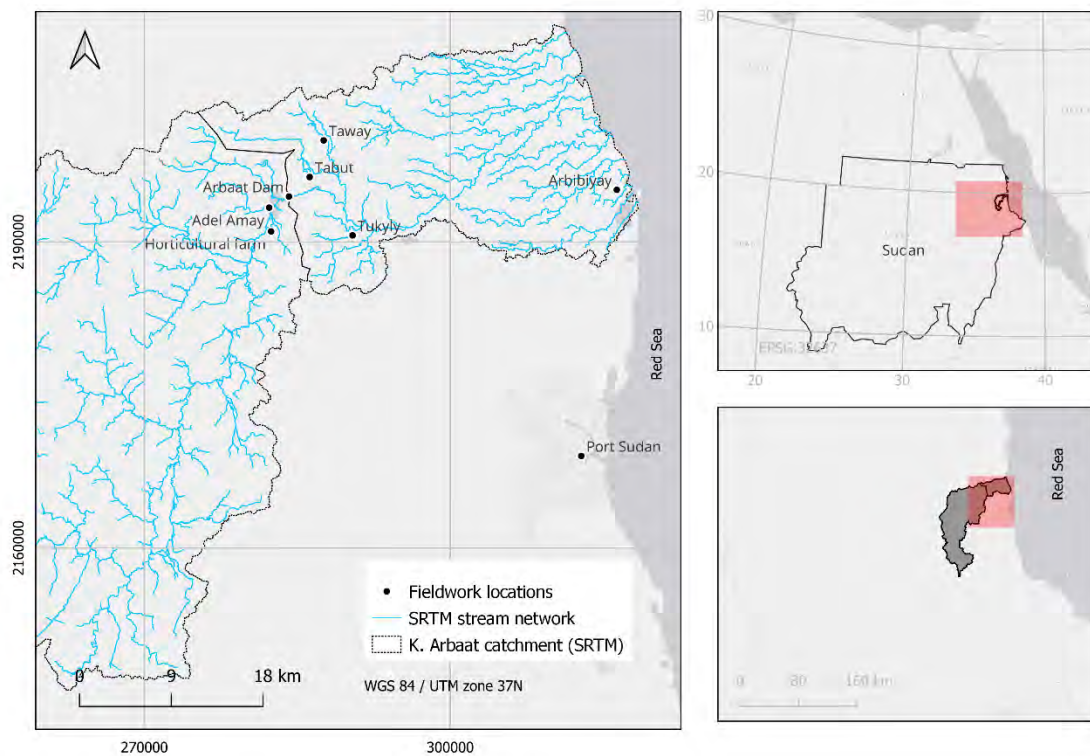 Taway
Tabut
Arbaat Dam
Arbibiyay
Adel Amay
Tukyly
Horticultural farm
2190000
Red Sea
Port Sudan
2160000
Fieldwork locations
SRTM stream network
K. Arbaat catchment (SRTM)
0 9 18 km
WGS 84 / UTM zone 37N
270000 300000
30
20
Sudan
10
EPSG:32637
20 30 40
Red Sea
0 80 160 km